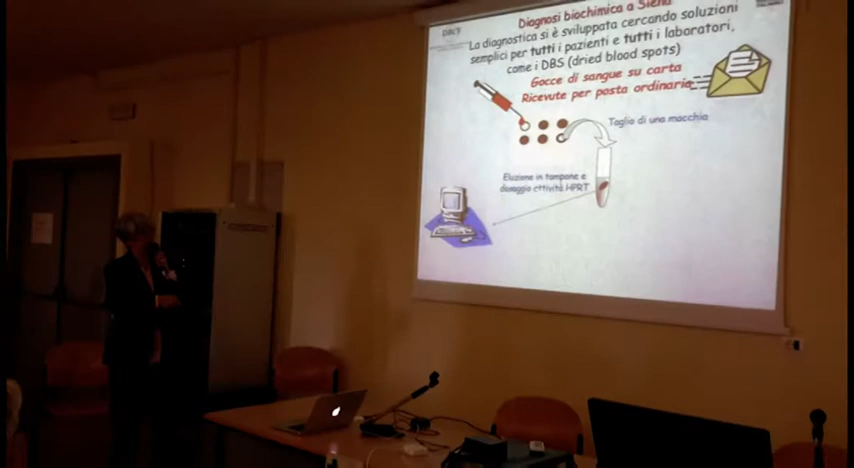 Diagnosi biochimica a Siena
La diagnostica si è sviluppata cercando soluzioni
semplici per tutti i pazienti e tutti i laboratori,
come i DBS (dried blood spots)
Gocce di sangue su carta
Ricevute per posta ordinaria
Taglio di una macchia
Eluzione in tampone e
dosaggio attività HPRT